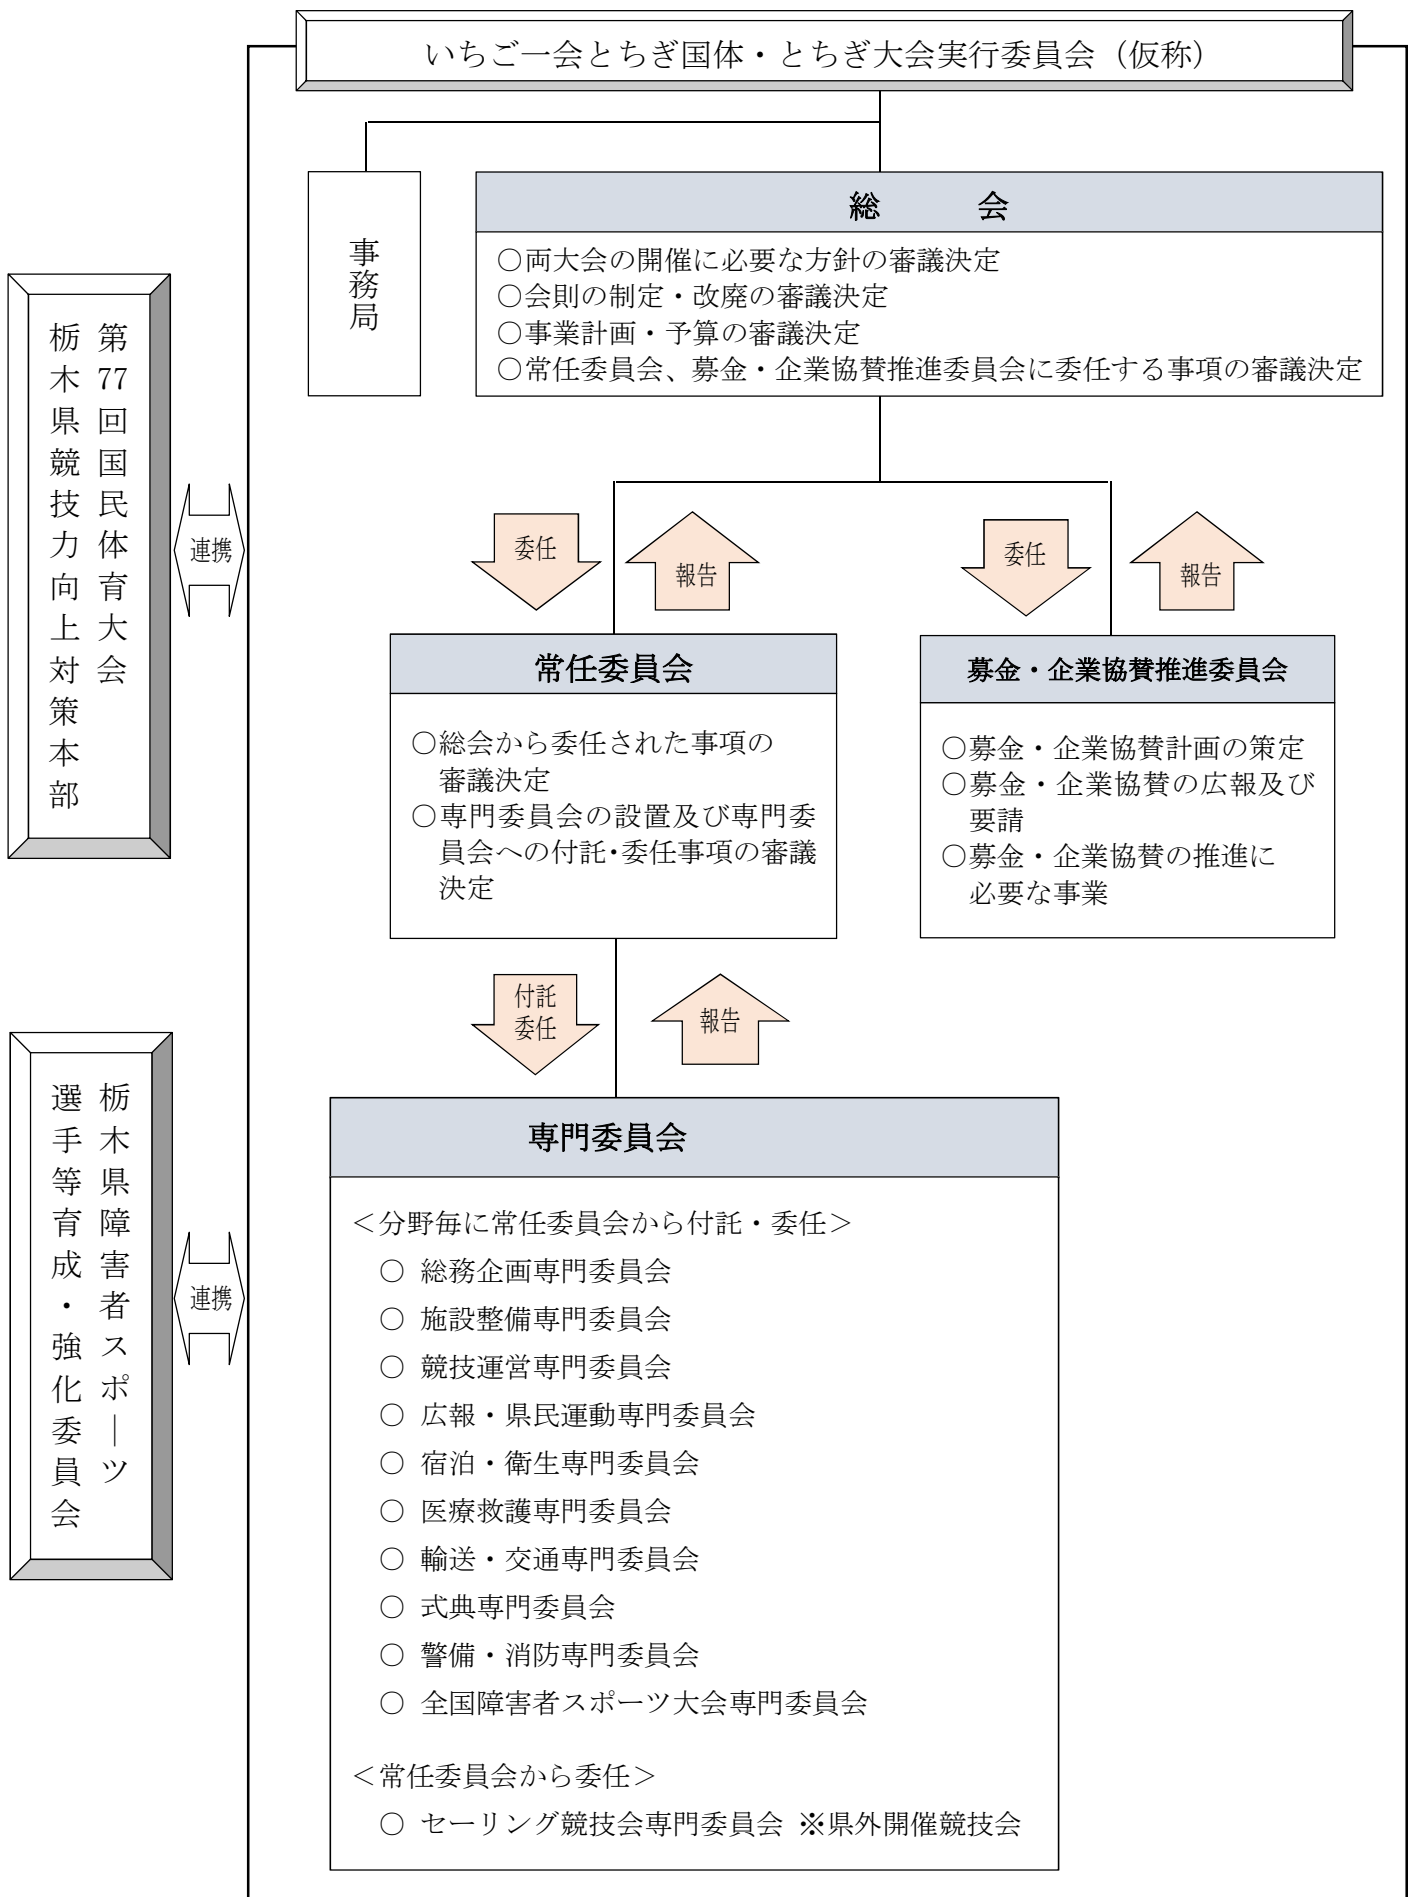 いちご一会とちぎ国体・とちぎ大会実行委員会（仮称）
事務局
総　会
○両大会の開催に必要な方針の審議決定
○会則の制定・改廃の審議決定
○事業計画・予算の審議決定
○常任委員会、募金・企業協賛推進委員会に委任する事項の審議決定
第77回国民体育大会
栃木県競技力向上対策本部
連携
委任
報告
委任
報告
常任委員会
○総会から委任された事項の
審議決定
○専門委員会の設置及び専門委
員会への付託・委任事項の審議
決定
募金・企業協賛推進委員会
○募金・企業協賛計画の策定
○募金・企業協賛の広報及び
要請
○募金・企業協賛の推進に
必要な事業
付託
委任
報告
栃木県障害者スポーツ
選手等育成・強化委員会
連携
専門委員会
＜分野毎に常任委員会から付託・委任＞
○ 総務企画専門委員会
○ 施設整備専門委員会
○ 競技運営専門委員会
○ 広報・県民運動専門委員会
○ 宿泊・衛生専門委員会
○ 医療救護専門委員会
○ 輸送・交通専門委員会
○ 式典専門委員会
○ 警備・消防専門委員会
○ 全国障害者スポーツ大会専門委員会
＜常任委員会から委任＞
○ セーリング競技会専門委員会 ※県外開催競技会